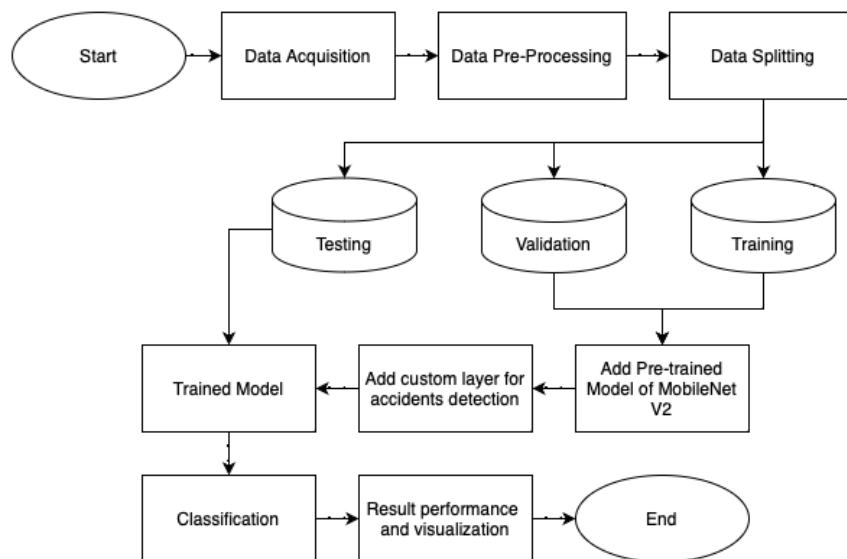 Start
Data Acquisition
Data Pre-Processing
Data Splitting
Testing
Validation
Training
Trained Model
Add custom layer for
accidents detection
Add Pre-trained
Model of MobileNet
V2
Classification
Result performance
and visualization
End